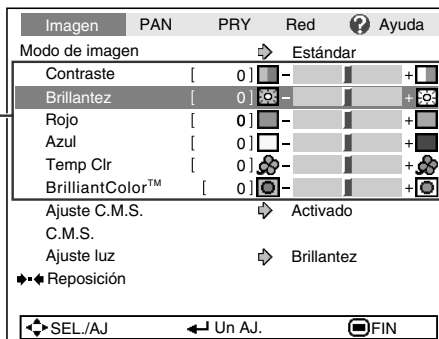 Imagen PAN PRY Red ? Ayuda
Modo de imagen Estándar
Contraste [ 0 ] - +
Brillantez [ 0 ] - +
Rojo [ 0 ] - +
Azul [ 0 ] - +
Temp Clr [ 0 ] - +
BrilliantColor™ [ 0 ] - +
Ajuste C.M.S. Activado
C.M.S.
Ajuste luz Brillantez
Reposición
SEL./AJ Un AJ. FIN